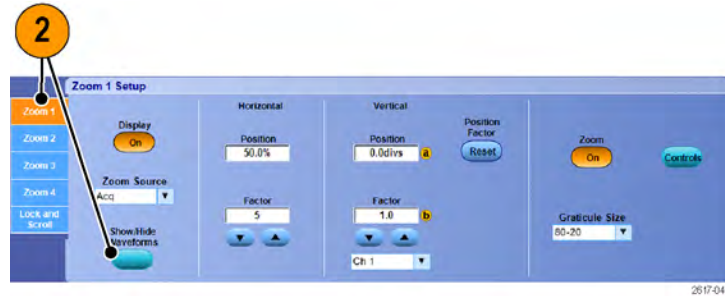 2
Zoom 1 Setup
Zoom 1
Zoom 2
Zoom 3
Zoom 4
Lock and
Scroll
Display
On
Zoom Source
Acq
Show/Hide
Waveforms
Horizontal
Position
50.0%
Factor
5
Vertical
Position
0.0divs
a
Factor
1.0
b
Ch 1
Position
Factor
Reset
Zoom
On
Controls
Graticule Size
80-20
2617-04